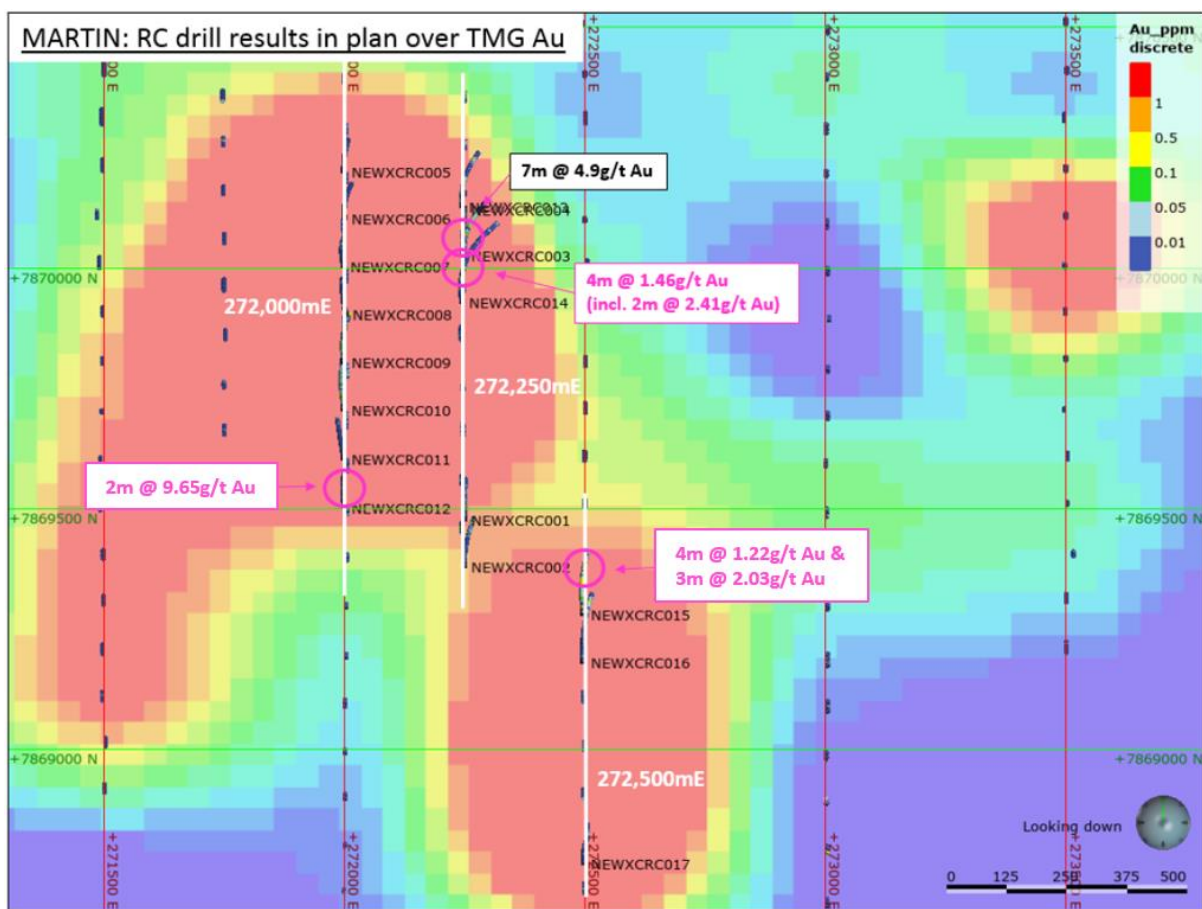 MARTIN: RC drill results in plan over TMG Au
Au_ppm
discrete
1
0.5
0.1
0.05
0.01
+272500 E
+273000 E
+273500 E
7m @ 4.9g/t Au
NEWXCRC005
NEWXCRC013
NEWXCRC004
NEWXCRC006
NEWXCRC003
NEWXCRC007
+7870000 N
+7870000 N
4m @ 1.46g/t Au
(incl. 2m @ 2.41g/t Au)
272,000mE
NEWXCRC014
NEWXCRC008
NEWXCRC009
272,250mE
NEWXCRC010
NEWXCRC011
2m @ 9.65g/t Au
NEWXCRC012
+7869500 N
NEWXCRC001
+7869500 N
4m @ 1.22g/t Au &
3m @ 2.03g/t Au
NEWXCRC002
NEWXCRC015
NEWXCRC016
+7869000 N
+7869000 N
272,500mE
Looking down
NEWXCRC017
+271500 E
+272000 E
+273000 E
0 125 250 375 500